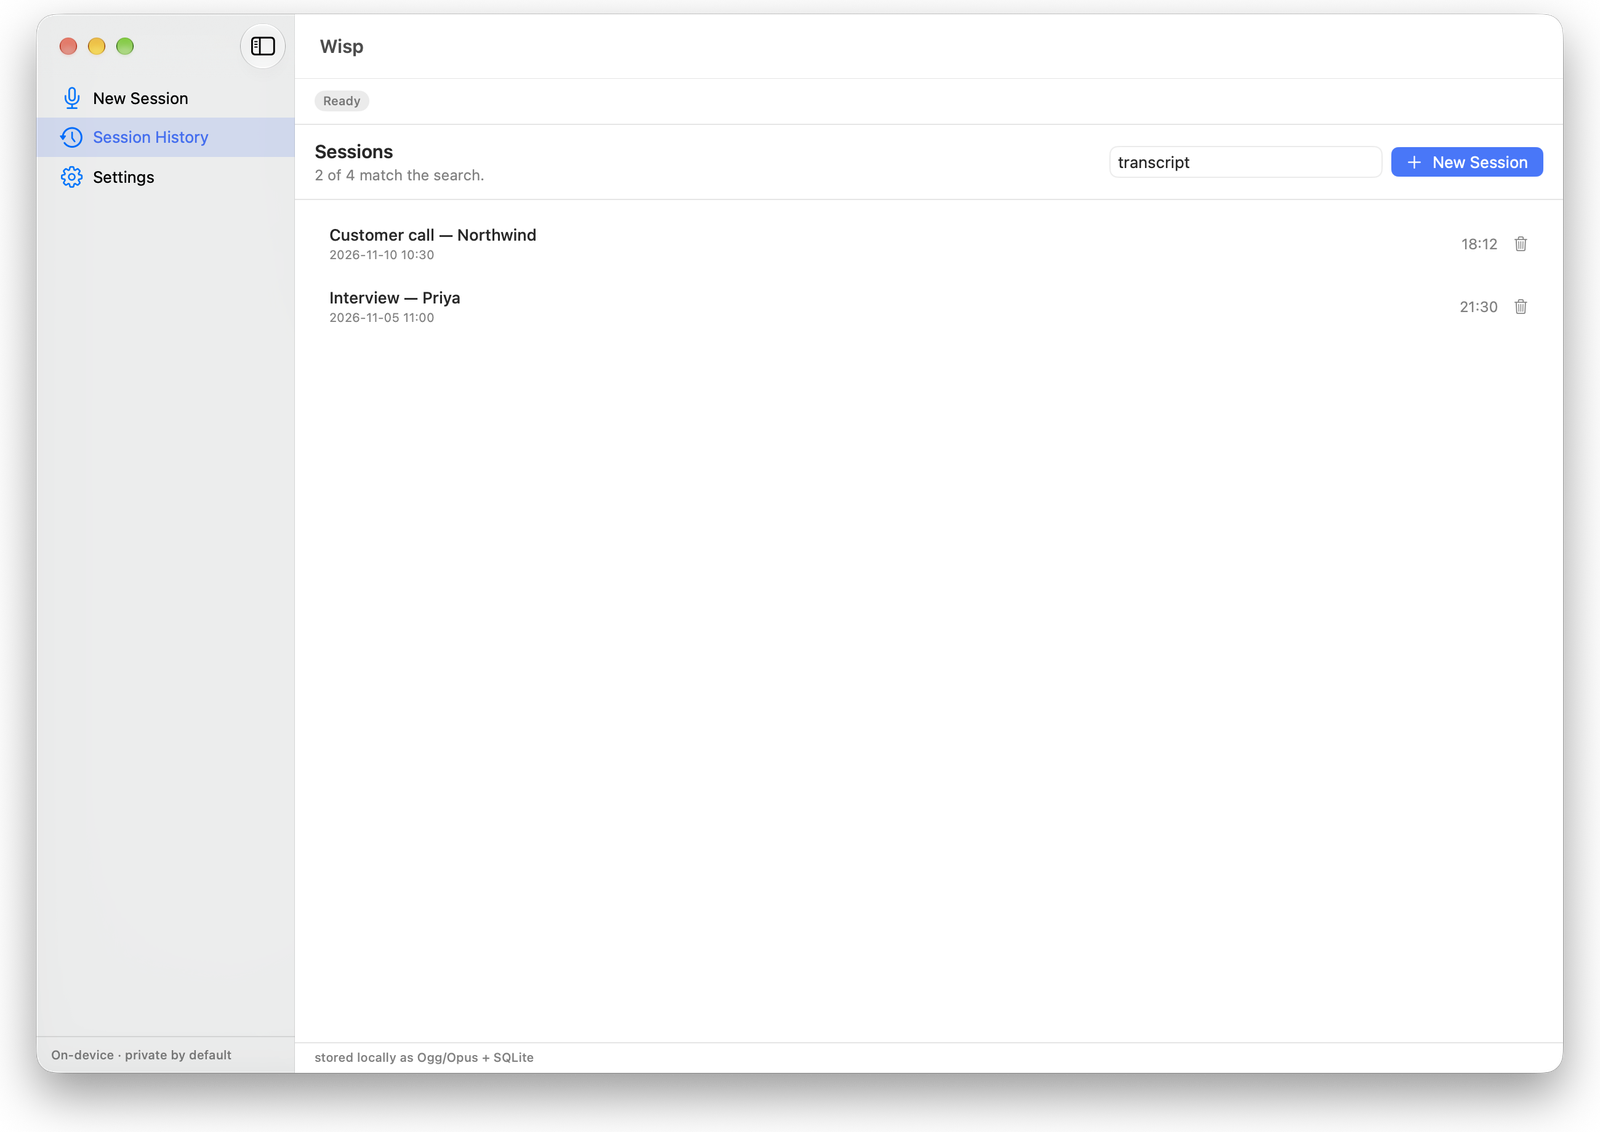 Wisp
New Session
Session History
Settings
On-device · private by default
Ready
Sessions
2 of 4 match the search.
transcript
+ New Session
Customer call — Northwind
2026-11-10 10:30
18:12
Interview — Priya
2026-11-05 11:00
21:30
stored locally as Ogg/Opus + SQLite